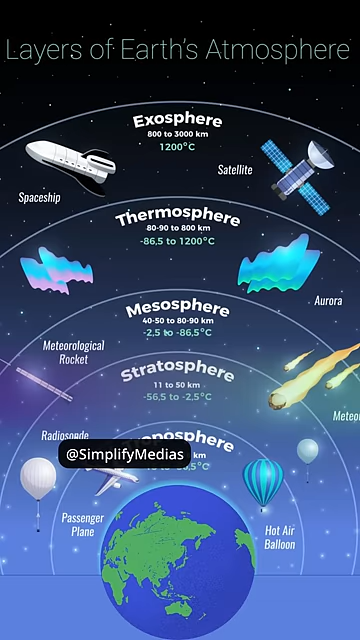 Layers of Earth's Atmosphere
Exosphere
800 to 3000 km
1200°C
Satellite
Spaceship
Thermosphere
80-90 to 800 km
-86,5 to 1200°C
Aurora
Mesosphere
40-50 to 80-90 km
-2,5 to -86,5°C
Meteorological
Rocket
Stratosphere
11 to 50 km
-56,5 to -2,5°C
Meteor
Radiosonde
@SimplifyMedias
km
Passenger
Plane
Hot Air
Balloon